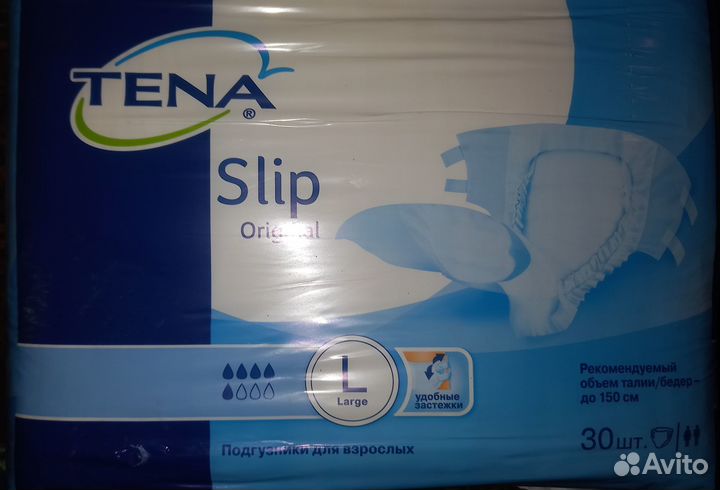 TENA®
Slip
Original
L
Large
удобные
застежки
Рекомендуемый
объем талии/бедер –
до 150 см
Подгузники для взрослых
30 шт.
Avito